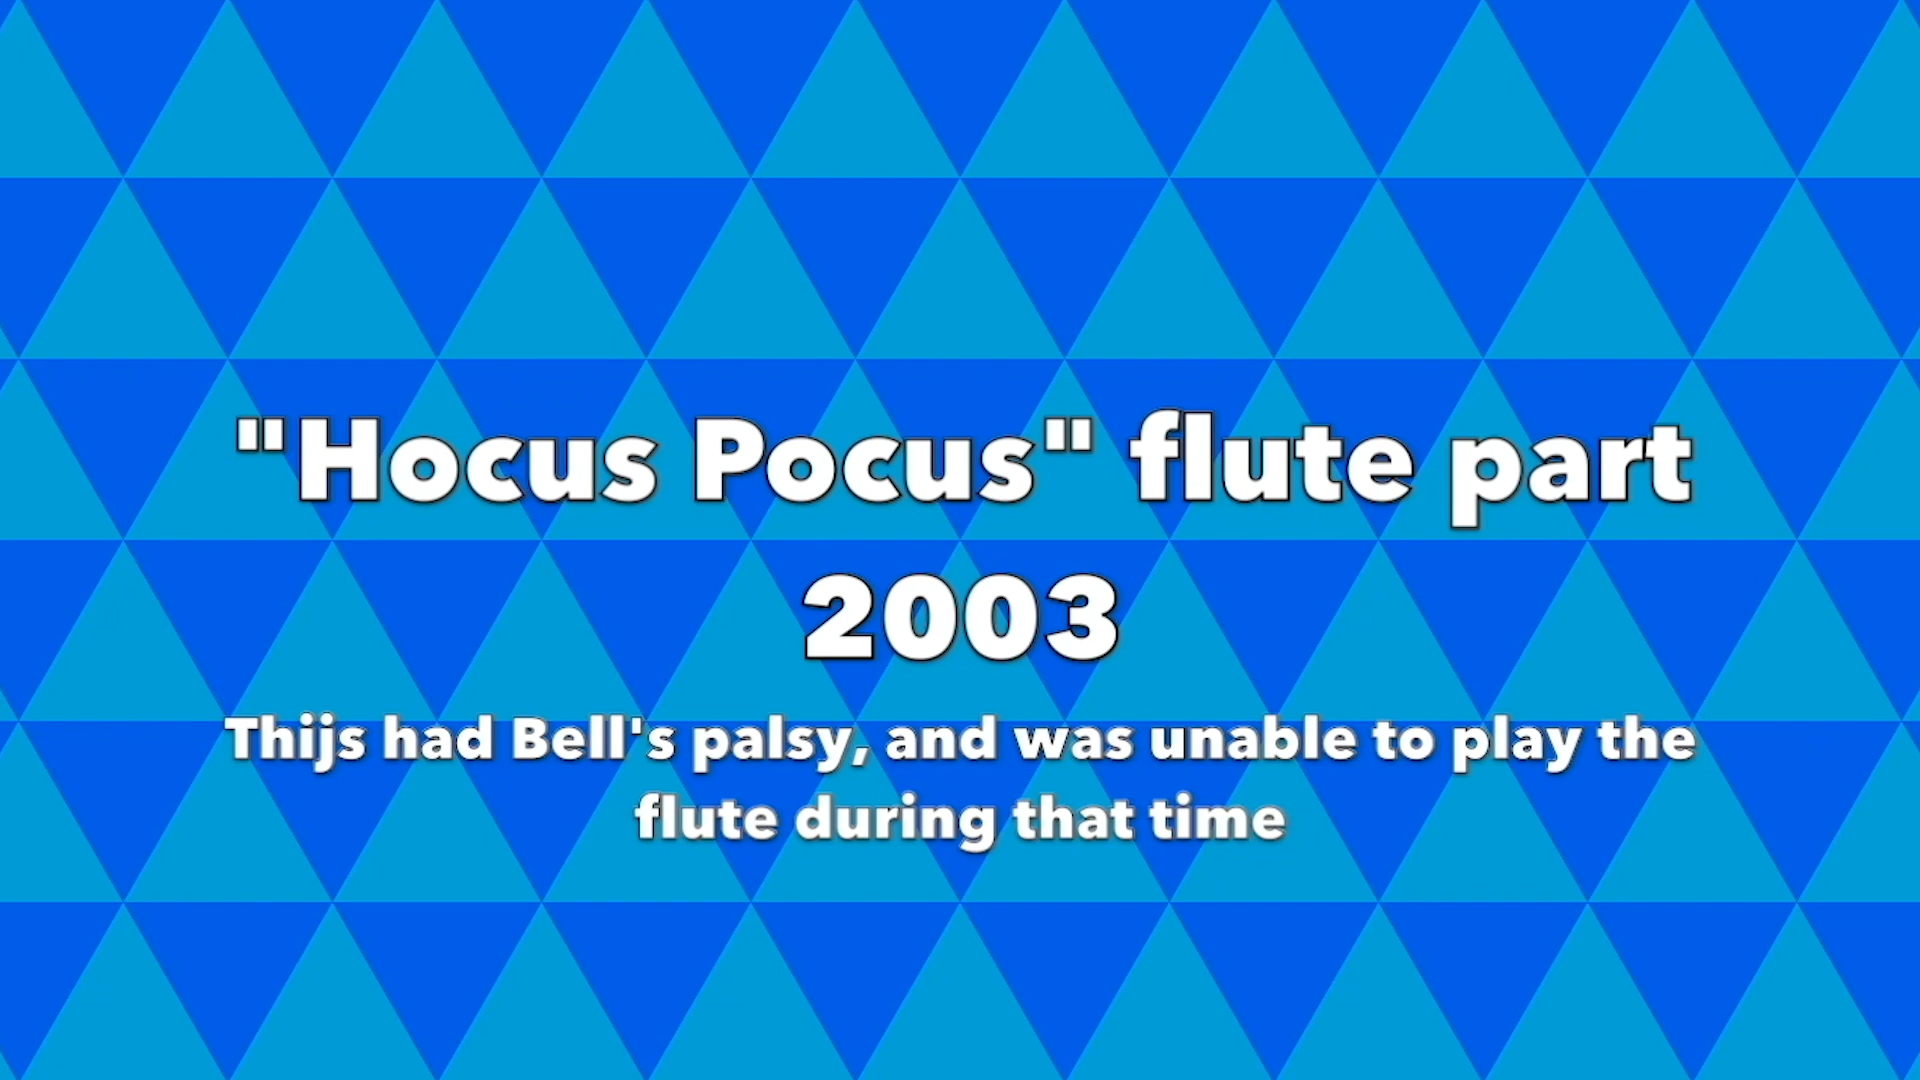 "Hocus Pocus" flute part
2003
Thijs had Bell's palsy, and was unable to play the
flute during that time